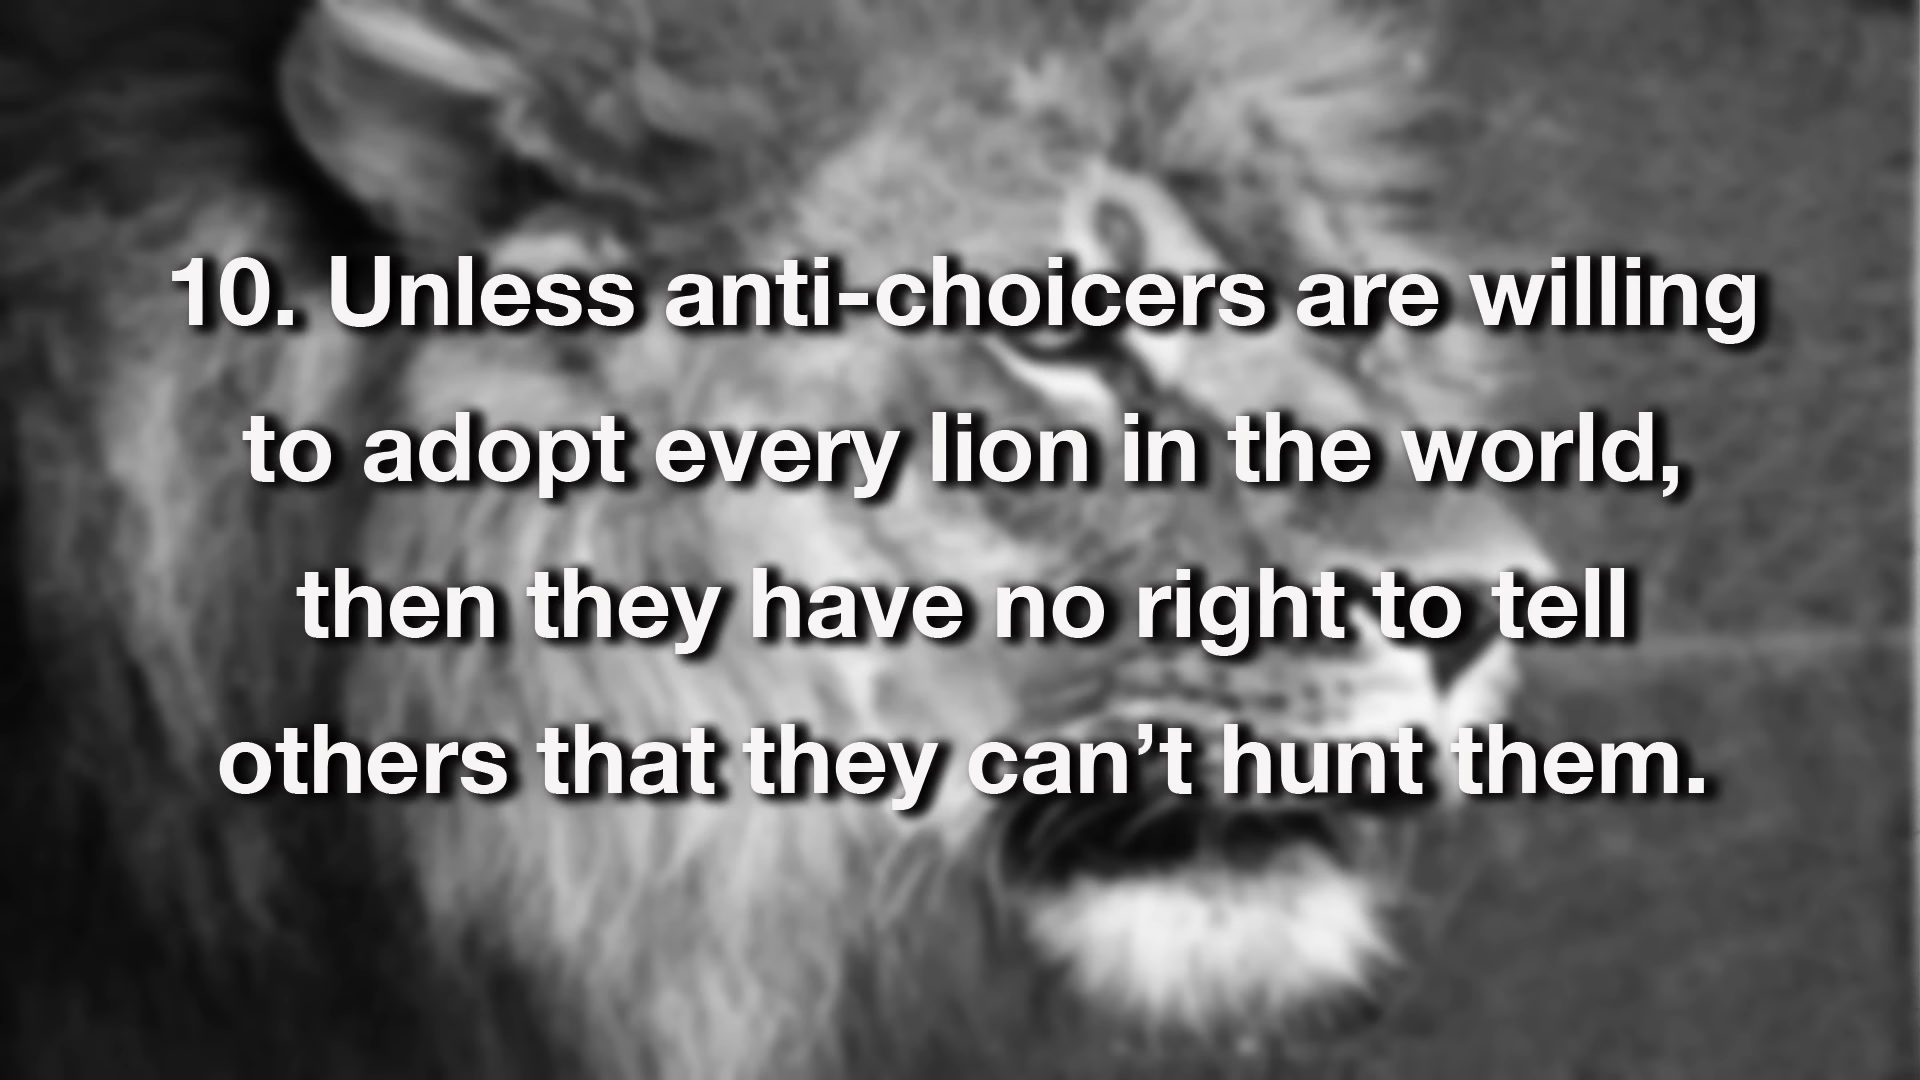 10. Unless anti-choicers are willing
to adopt every lion in the world,
then they have no right to tell
others that they can’t hunt them.